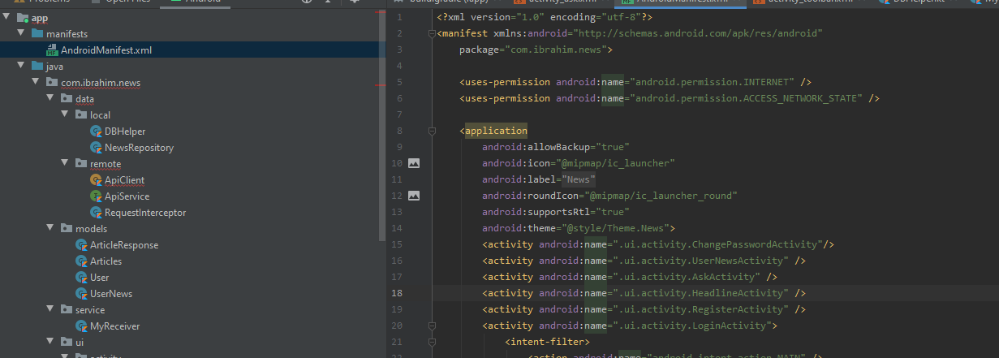 Problems
Open Files
Android
app
manifests
AndroidManifest.xml
java
com.ibrahim.news
data
local
DBHelper
NewsRepository
remote
ApiClient
ApiService
RequestInterceptor
models
ArticleResponse
Articles
User
UserNews
service
MyReceiver
ui
activity
build.gradle (:app)
activity_ask.xml
AndroidManifest.xml
activity_toolbar.xml
DBHelper.kt
1 <?xml version="1.0" encoding="utf-8"?>
2 <manifest xmlns:android="http://schemas.android.com/apk/res/android"
3 package="com.ibrahim.news">
4
5 <uses-permission android:name="android.permission.INTERNET" />
6 <uses-permission android:name="android.permission.ACCESS_NETWORK_STATE" />
7
8 <application
9 android:allowBackup="true"
10 android:icon="@mipmap/ic_launcher"
11 android:label="News"
12 android:roundIcon="@mipmap/ic_launcher_round"
13 android:supportsRtl="true"
14 android:theme="@style/Theme.News">
15 <activity android:name=".ui.activity.ChangePasswordActivity"/>
16 <activity android:name=".ui.activity.UserNewsActivity" />
17 <activity android:name=".ui.activity.AskActivity" />
18 <activity android:name=".ui.activity.HeadlineActivity" />
19 <activity android:name=".ui.activity.RegisterActivity" />
20 <activity android:name=".ui.activity.LoginActivity">
21 <intent-filter>
22 <action android:name="android.intent.action.MAIN" />